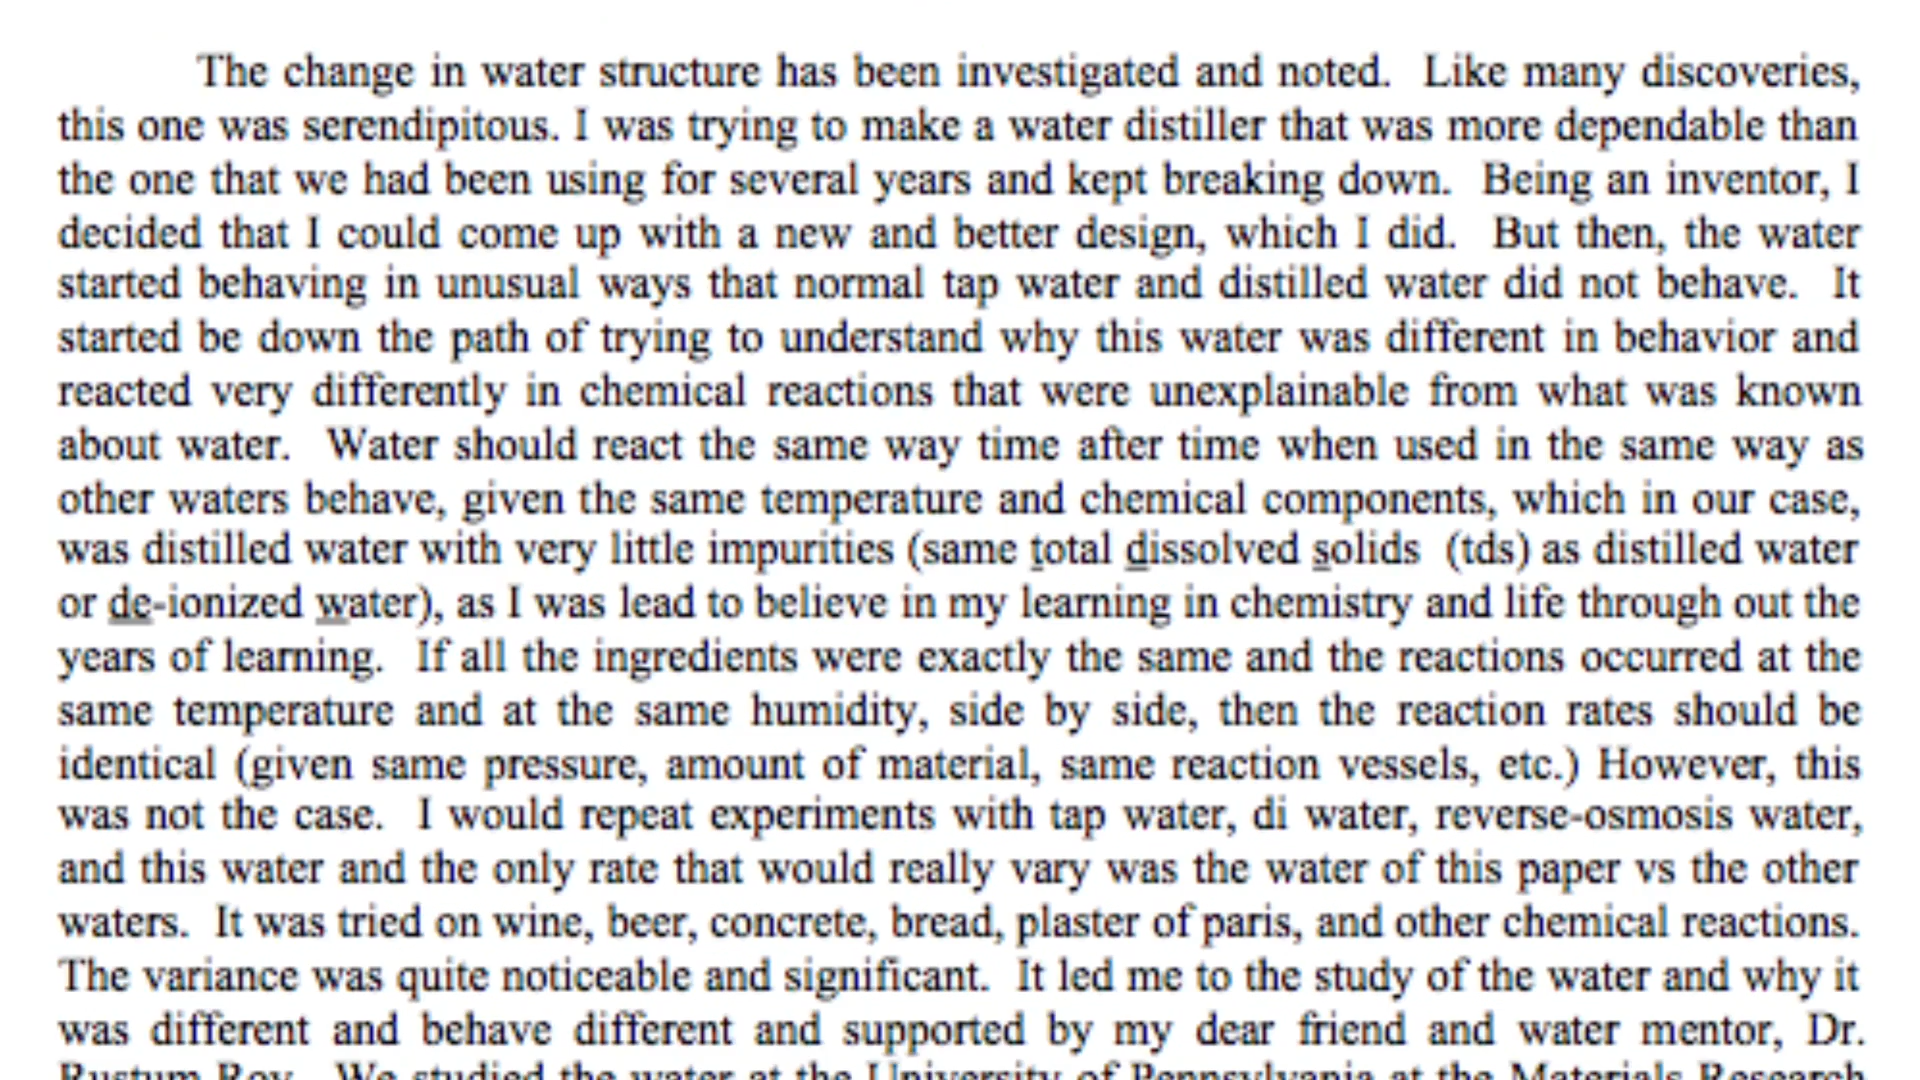 The change in water structure has been investigated and noted.  Like many discoveries,
this one was serendipitous. I was trying to make a water distiller that was more dependable than
the one that we had been using for several years and kept breaking down.  Being an inventor, I
decided that I could come up with a new and better design, which I did.  But then, the water
started behaving in unusual ways that normal tap water and distilled water did not behave.  It
started be down the path of trying to understand why this water was different in behavior and
reacted very differently in chemical reactions that were unexplainable from what was known
about water.  Water should react the same way time after time when used in the same way as
other waters behave, given the same temperature and chemical components, which in our case,
was distilled water with very little impurities (same total dissolved solids  (tds) as distilled water
or de-ionized water), as I was lead to believe in my learning in chemistry and life through out the
years of learning.  If all the ingredients were exactly the same and the reactions occurred at the
same temperature and at the same humidity, side by side, then the reaction rates should be
identical (given same pressure, amount of material, same reaction vessels, etc.) However, this
was not the case.  I would repeat experiments with tap water, di water, reverse-osmosis water,
and this water and the only rate that would really vary was the water of this paper vs the other
waters.  It was tried on wine, beer, concrete, bread, plaster of paris, and other chemical reactions.
The variance was quite noticeable and significant.  It led me to the study of the water and why it
was different and behave different and supported by my dear friend and water mentor, Dr.
Rustum Roy.  We studied the water at the University of Pennsylvania at the Materials Research